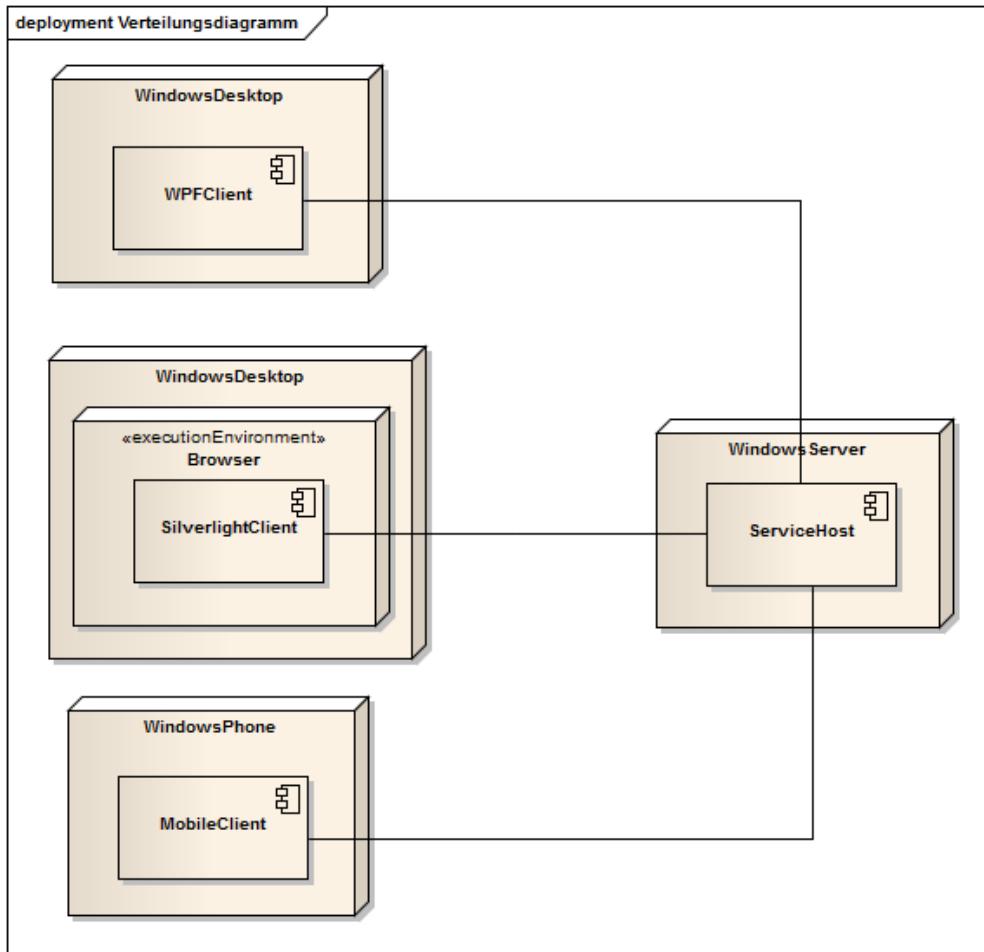 deployment Verteilungsdiagramm
WindowsDesktop
WPFClient
WindowsDesktop
«executionEnvironment»
Browser
SilverlightClient
WindowsServer
ServiceHost
WindowsPhone
MobileClient